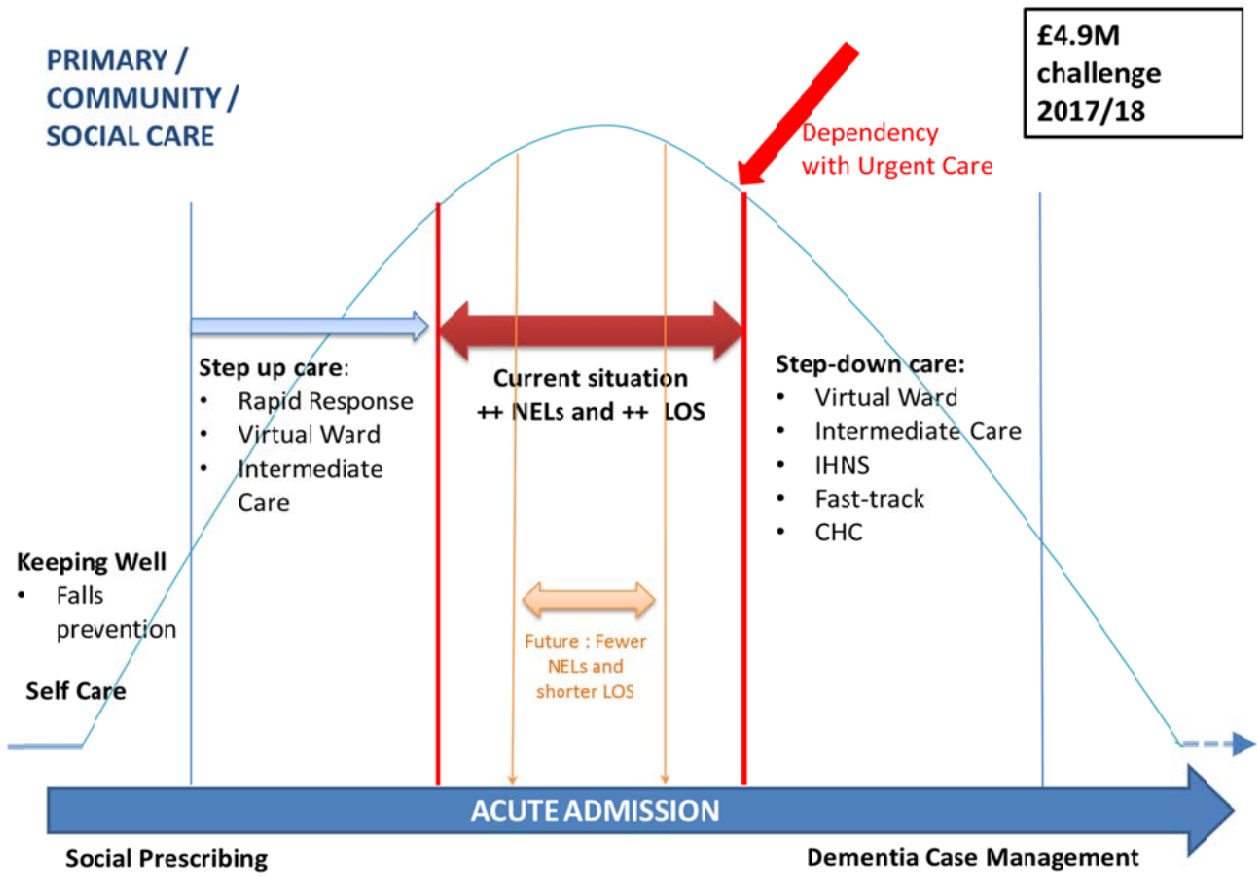 PRIMARY /
COMMUNITY /
SOCIAL CARE
£4.9M
challenge
2017/18
Dependency
with Urgent Care
Step up care:
• Rapid Response
• Virtual Ward
• Intermediate
Care
Current situation
++ NELs and ++ LOS
Step-down care:
• Virtual Ward
• Intermediate Care
• IHNS
• Fast-track
• CHC
Keeping Well
• Falls
prevention
Self Care
Future : Fewer
NELs and
shorter LOS
ACUTE ADMISSION
Social Prescribing
Dementia Case Management